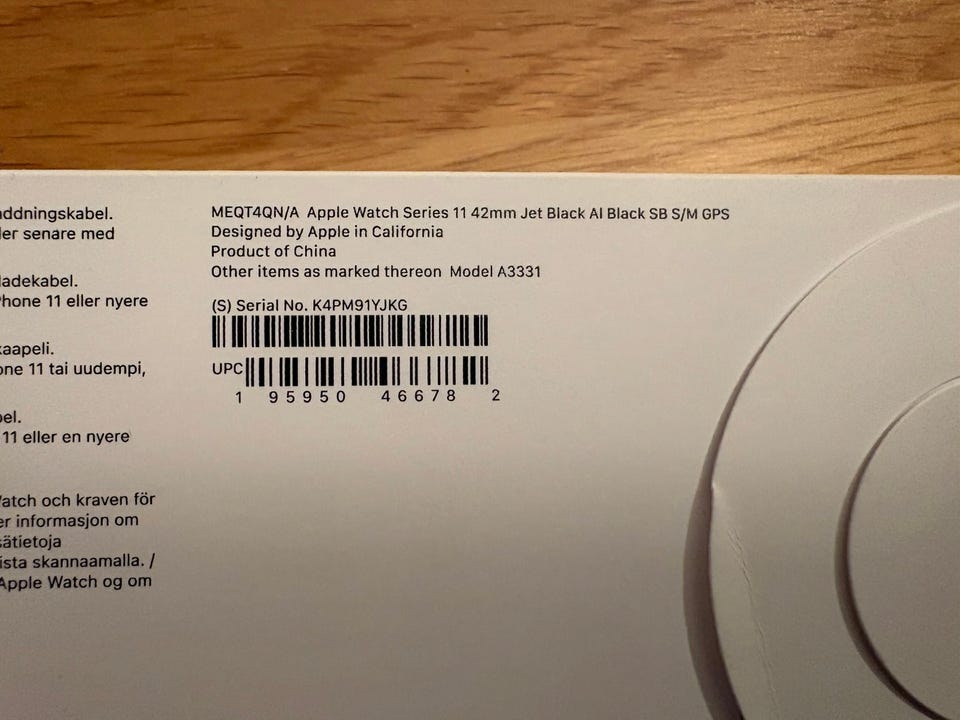 addningskabel.
ler senare med
ladekabel.
Phone 11 eller nyere
kaapeli.
one 11 tai uudempi,
bel.
11 eller en nyere
Watch och kraven för
er informasjon om
sätietoja
ista skannaamalla. /
Apple Watch og om
MEQT4QN/A Apple Watch Series 11 42mm Jet Black Al Black SB S/M GPS
Designed by Apple in California
Product of China
Other items as marked thereon Model A3331
(S) Serial No. K4PM91YJKG
UPC
1 95950 46678 2